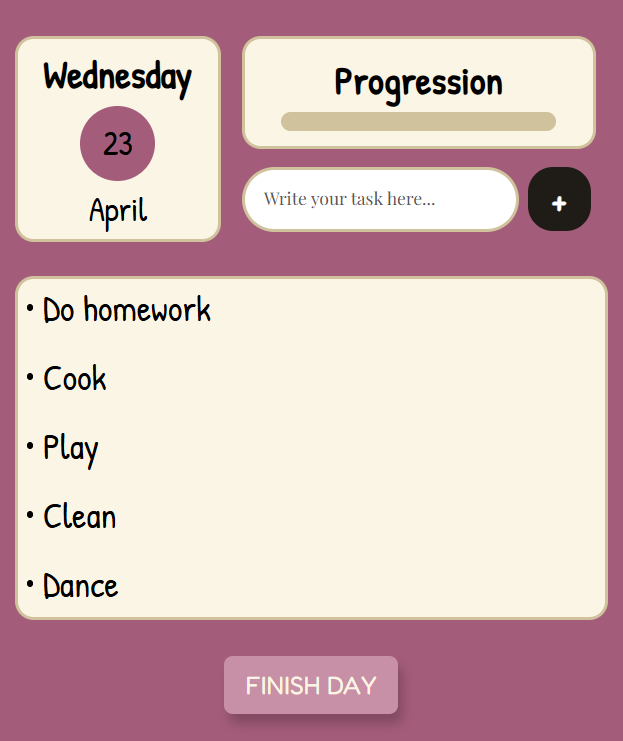 Wednesday
23
April
Progression
Write your task here...
+
• Do homework
• Cook
• Play
• Clean
• Dance
FINISH DAY